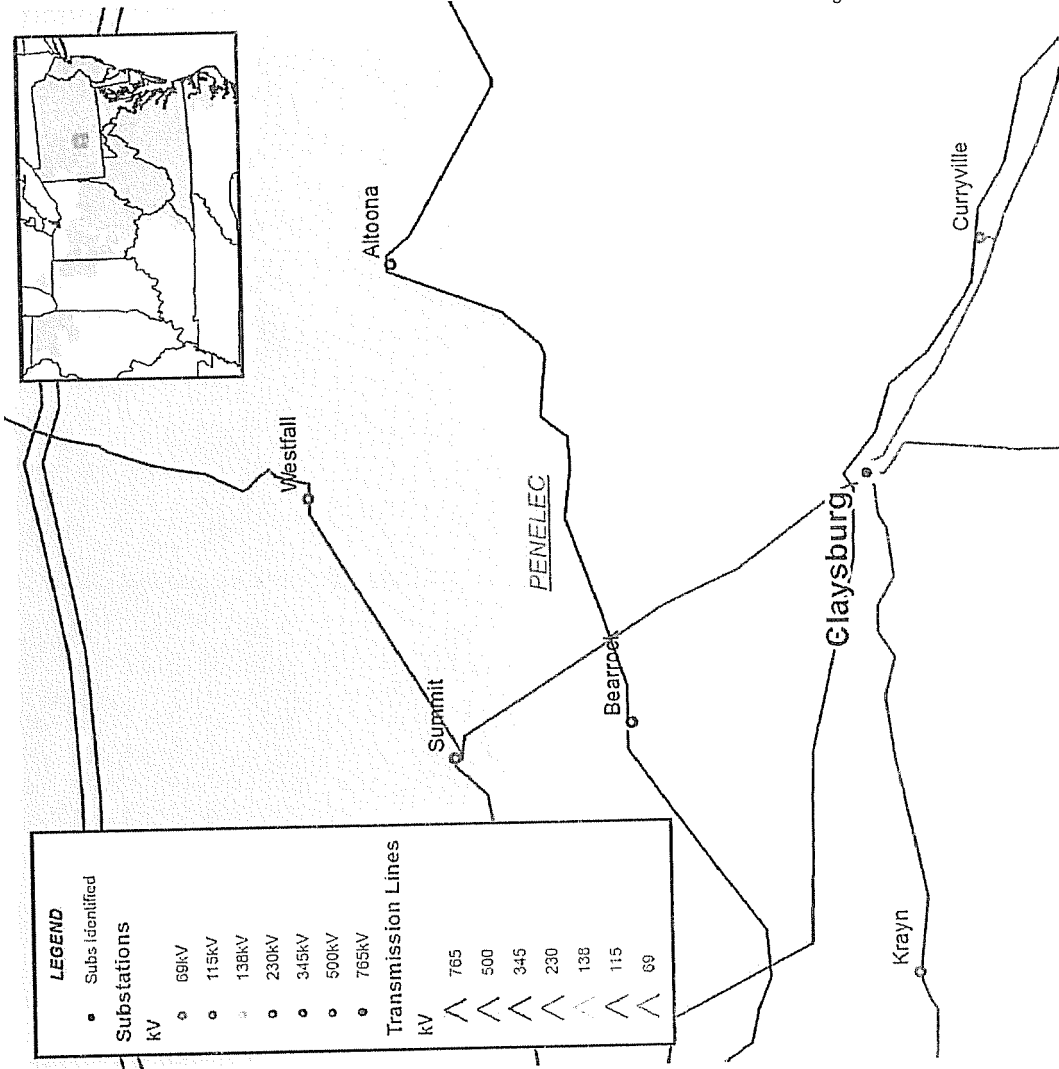 LEGEND
Subs Identified
Substations
kV
69kV
115kV
138kV
230kV
345kV
500kV
765kV
Transmission Lines
kV
765
500
345
230
138
115
69
Westfall
Altoona
Summit
PENELEC
Bearrock
Claysburg
Curryville
Krayn